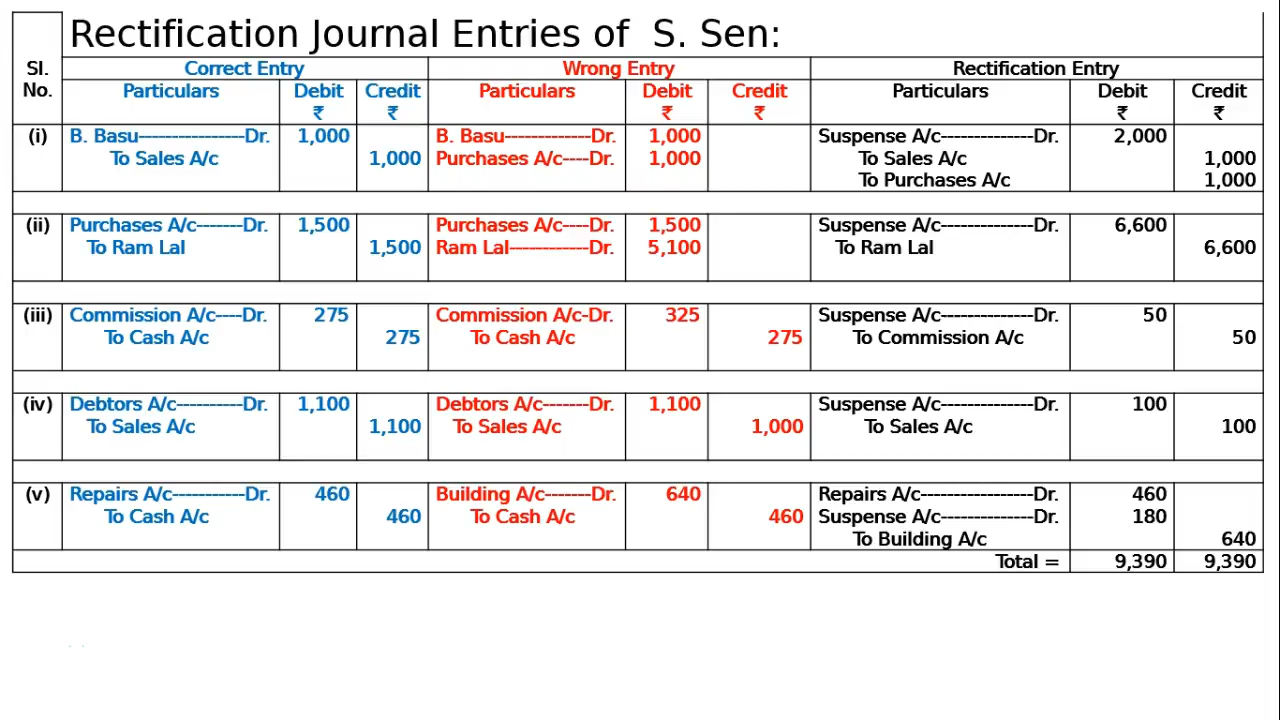 Rectification Journal Entries of S. Sen:
Sl. Correct Entry Wrong Entry Rectification Entry
No. Particulars Debit Credit Particulars Debit Credit Particulars Debit Credit
₹ ₹ ₹ ₹ ₹ ₹
(i) B. Basu----------------Dr. 1,000 B. Basu-------------Dr. 1,000 Suspense A/c--------------Dr. 2,000
To Sales A/c 1,000 Purchases A/c----Dr. 1,000 To Sales A/c 1,000
To Purchases A/c 1,000
(ii) Purchases A/c-------Dr. 1,500 Purchases A/c----Dr. 1,500 Suspense A/c--------------Dr. 6,600
To Ram Lal 1,500 Ram Lal------------Dr. 5,100 To Ram Lal 6,600
(iii) Commission A/c----Dr. 275 Commission A/c-Dr. 325 Suspense A/c--------------Dr. 50
To Cash A/c 275 To Cash A/c 275 To Commission A/c 50
(iv) Debtors A/c----------Dr. 1,100 Debtors A/c-------Dr. 1,100 Suspense A/c--------------Dr. 100
To Sales A/c 1,100 To Sales A/c 1,000 To Sales A/c 100
(v) Repairs A/c-----------Dr. 460 Building A/c-------Dr. 640 Repairs A/c-----------------Dr. 460
To Cash A/c 460 To Cash A/c 460 Suspense A/c--------------Dr. 180
To Building A/c 640
Total = 9,390 9,390